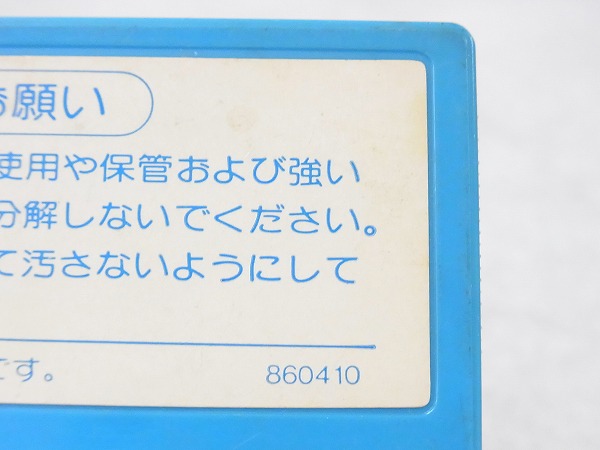 お願い
使用や保管および強い
分解しないでください。
て汚さないようにして
です。 860410